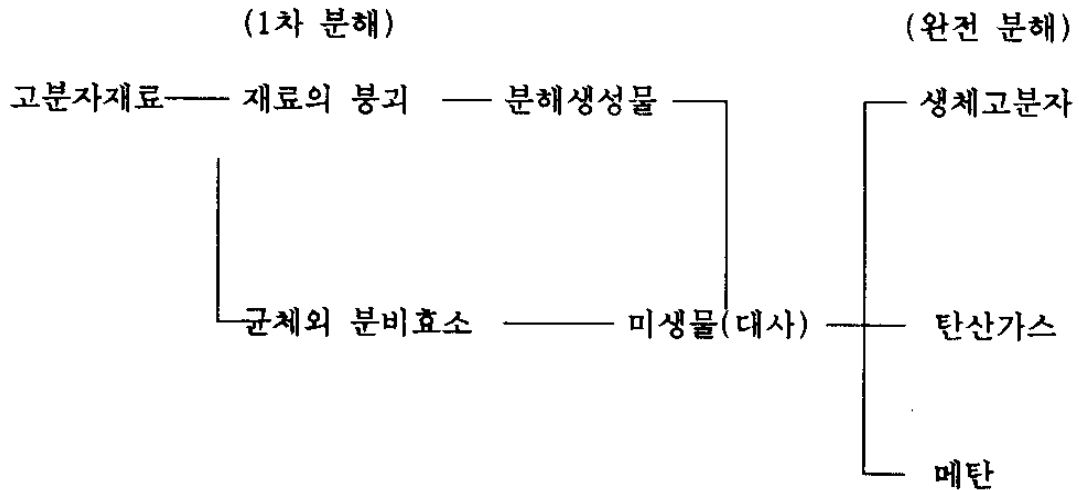 (1차 분해) (완전 분해)
고분자재료 재료의 붕괴 분해생성물 생체고분자
균체외 분비효소 미생물(대사) 탄산가스
메탄